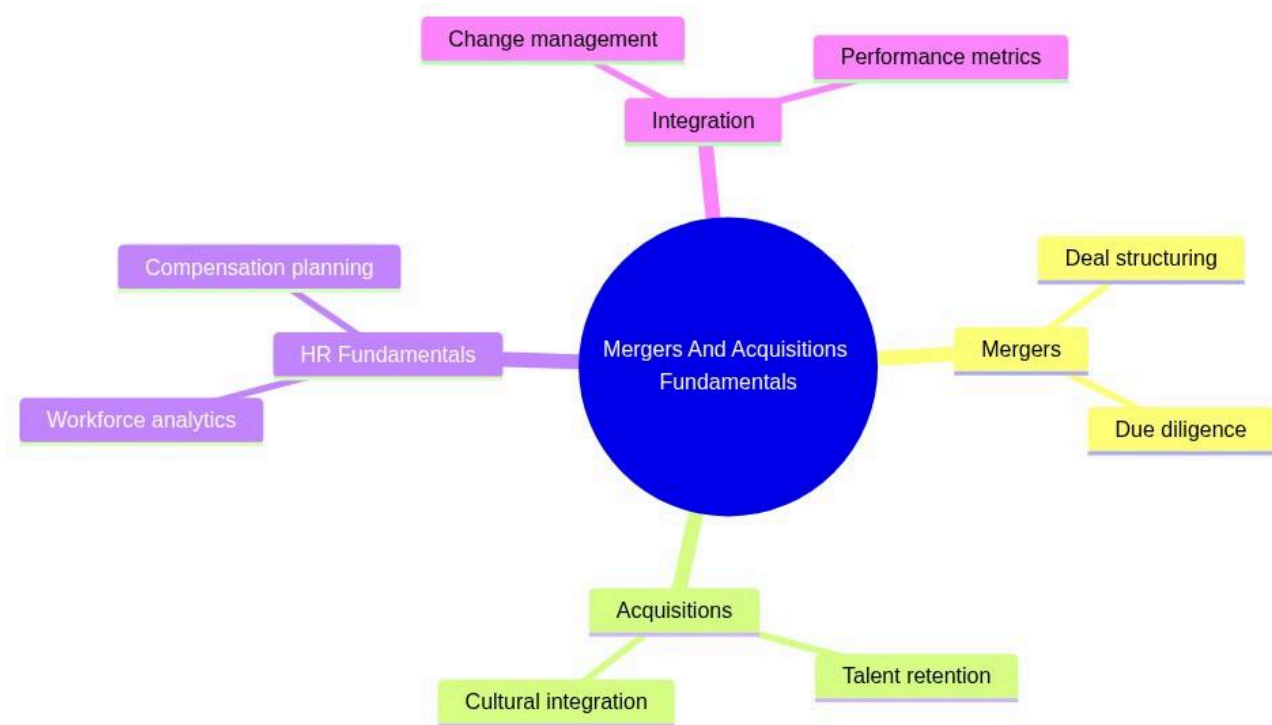 Change management
Performance metrics
Integration
Compensation planning
Deal structuring
HR Fundamentals
Mergers And Acquisitions
Fundamentals
Mergers
Workforce analytics
Due diligence
Acquisitions
Talent retention
Cultural integration